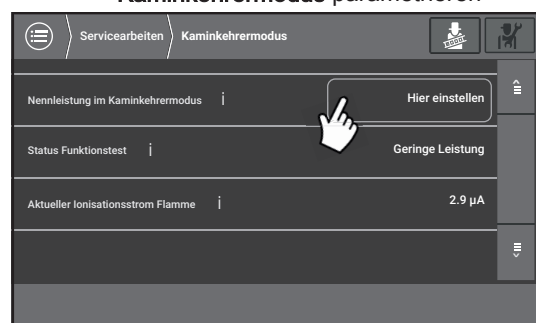 Kaminkehrermodus parametrieren
Servicearbeiten Kaminkehrermodus
Nennleistung im Kaminkehrermodus i Hier einstellen
Status Funktionstest i Geringe Leistung
Aktueller Ionisationsstrom Flamme i 2.9 µA